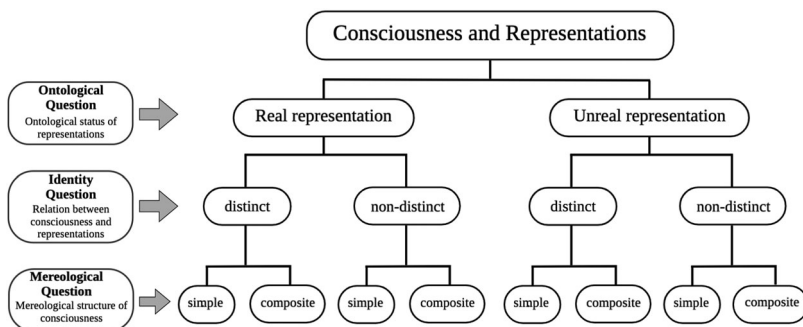 Consciousness and Representations
Ontological
Question
Ontological status of
representations
Real representation
Unreal representation
Identity
Question
Relation between
consciousness and
representations
distinct
non-distinct
distinct
non-distinct
Mereological
Question
Mereological structure of
consciousness
simple
composite
simple
composite
simple
composite
simple
composite